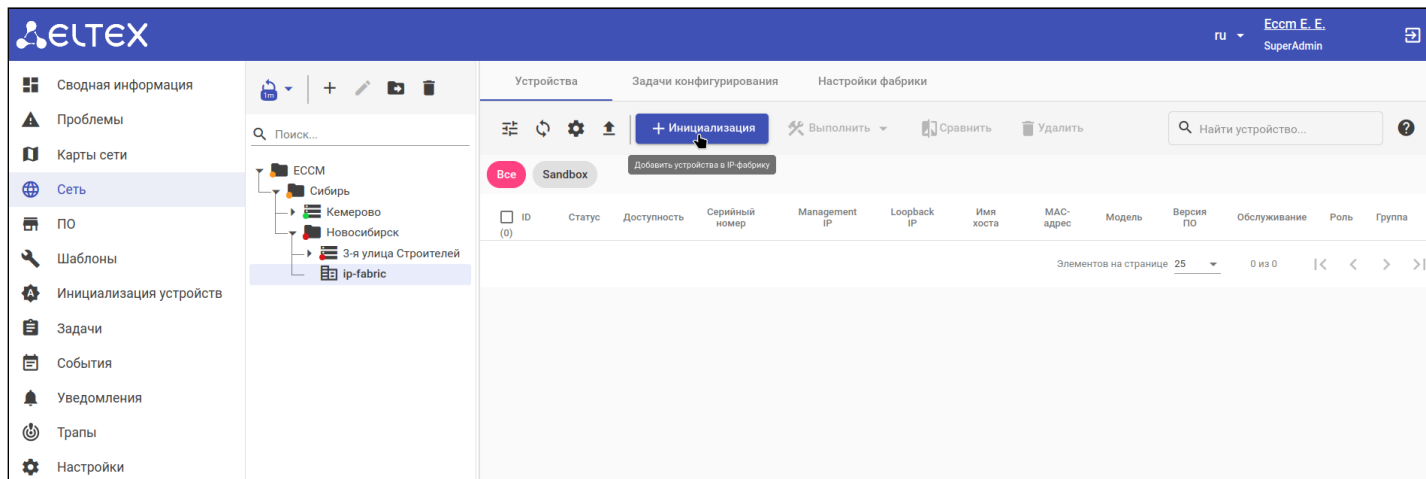 ELTEX
ru
Eccm E. E.
SuperAdmin
Сводная информация
Проблемы
Карты сети
Сеть
ПО
Шаблоны
Инициализация устройств
Задачи
События
Уведомления
Трапы
Настройки
1m
Поиск...
ЕССМ
Сибирь
Кемерово
Новосибирск
3-я улица Строителей
ip-fabric
Устройства Задачи конфигурирования Настройки фабрики
Инициализация Выполнить Сравнить Удалить Найти устройство...
Добавить устройства в IP-фабрику
Все Sandbox
ID (0) Статус Доступность Серийный номер Management IP Loopback IP Имя хоста MAC-адрес Модель Версия ПО Обслуживание Роль Группа
Элементов на странице 25 0 из 0